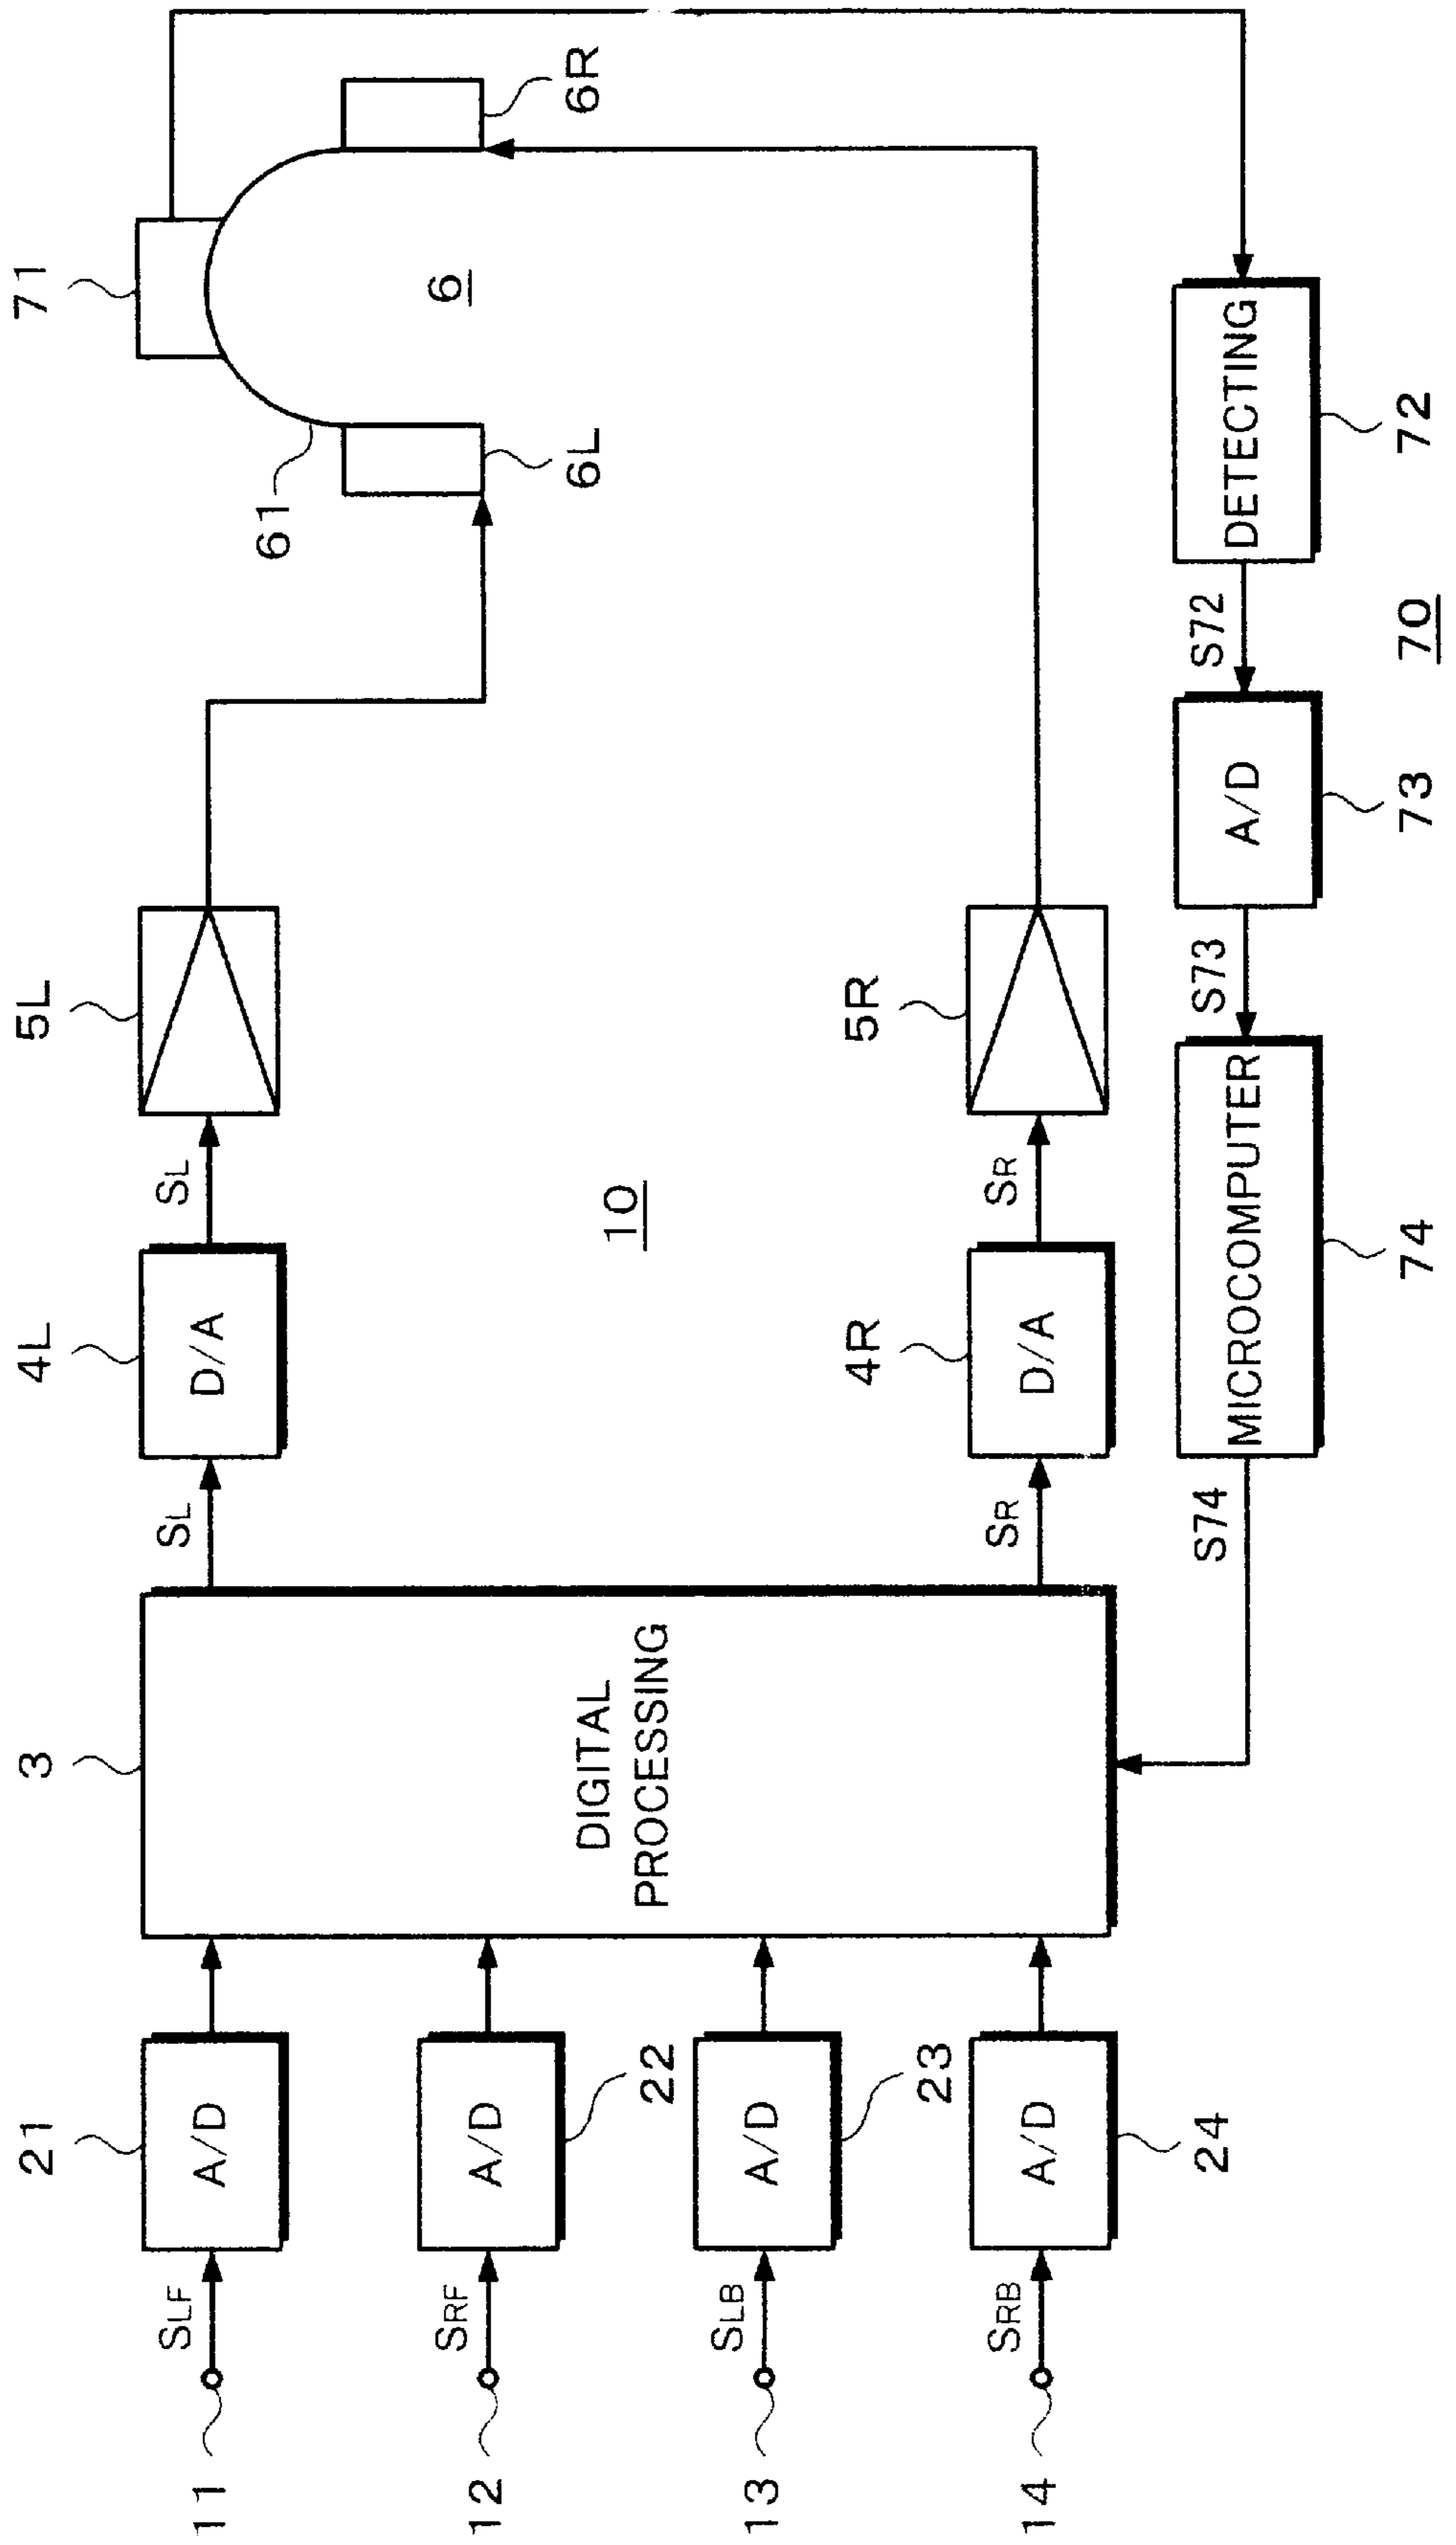 11
SLF
21
A/D
12
SRF
A/D
22
13
SLB
A/D
23
14
SRB
A/D
24
3
DIGITAL
PROCESSING
SL
4L
D/A
SL
5L
SR
4R
D/A
SR
5R
10
61
6L
71
6
6R
DETECTING
72
S72
A/D
73
S73
MICROCOMPUTER
74
S74
70